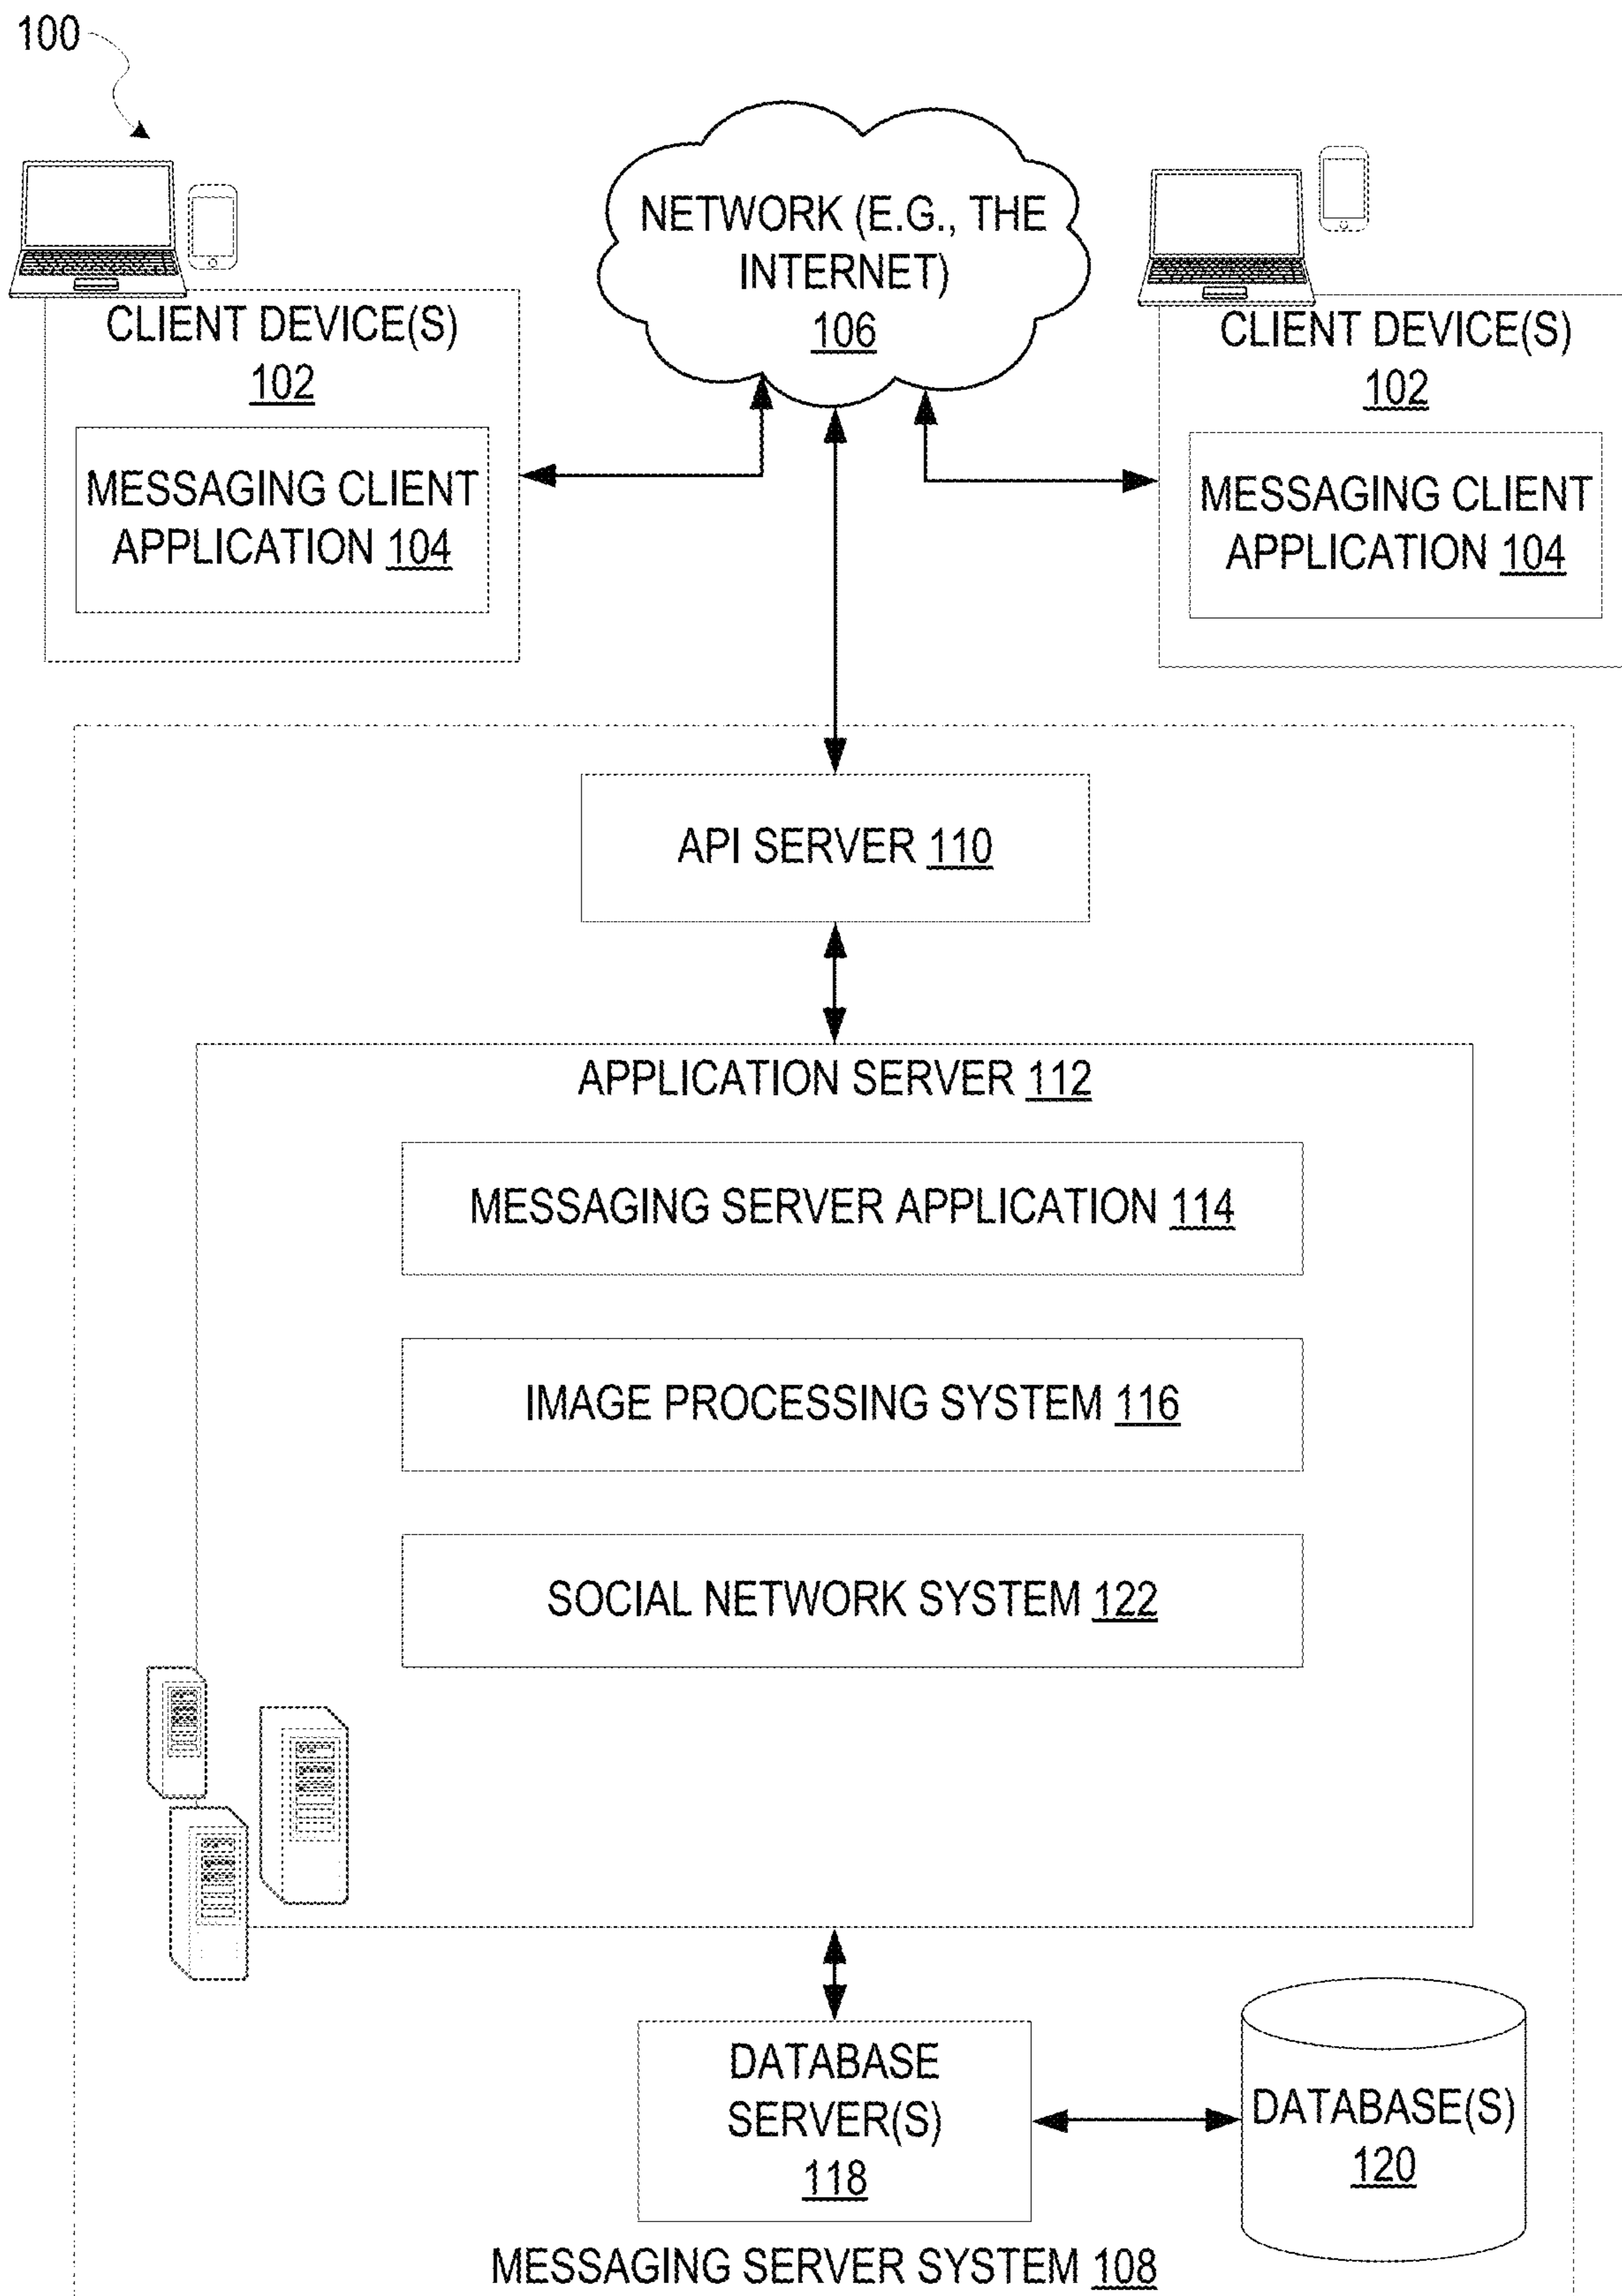 100
NETWORK (E.G., THE
INTERNET)
106
CLIENT DEVICE(S)
102
MESSAGING CLIENT
APPLICATION 104
CLIENT DEVICE(S)
102
MESSAGING CLIENT
APPLICATION 104
API SERVER 110
APPLICATION SERVER 112
MESSAGING SERVER APPLICATION 114
IMAGE PROCESSING SYSTEM 116
SOCIAL NETWORK SYSTEM 122
DATABASE
SERVER(S)
118
DATABASE(S)
120
MESSAGING SERVER SYSTEM 108